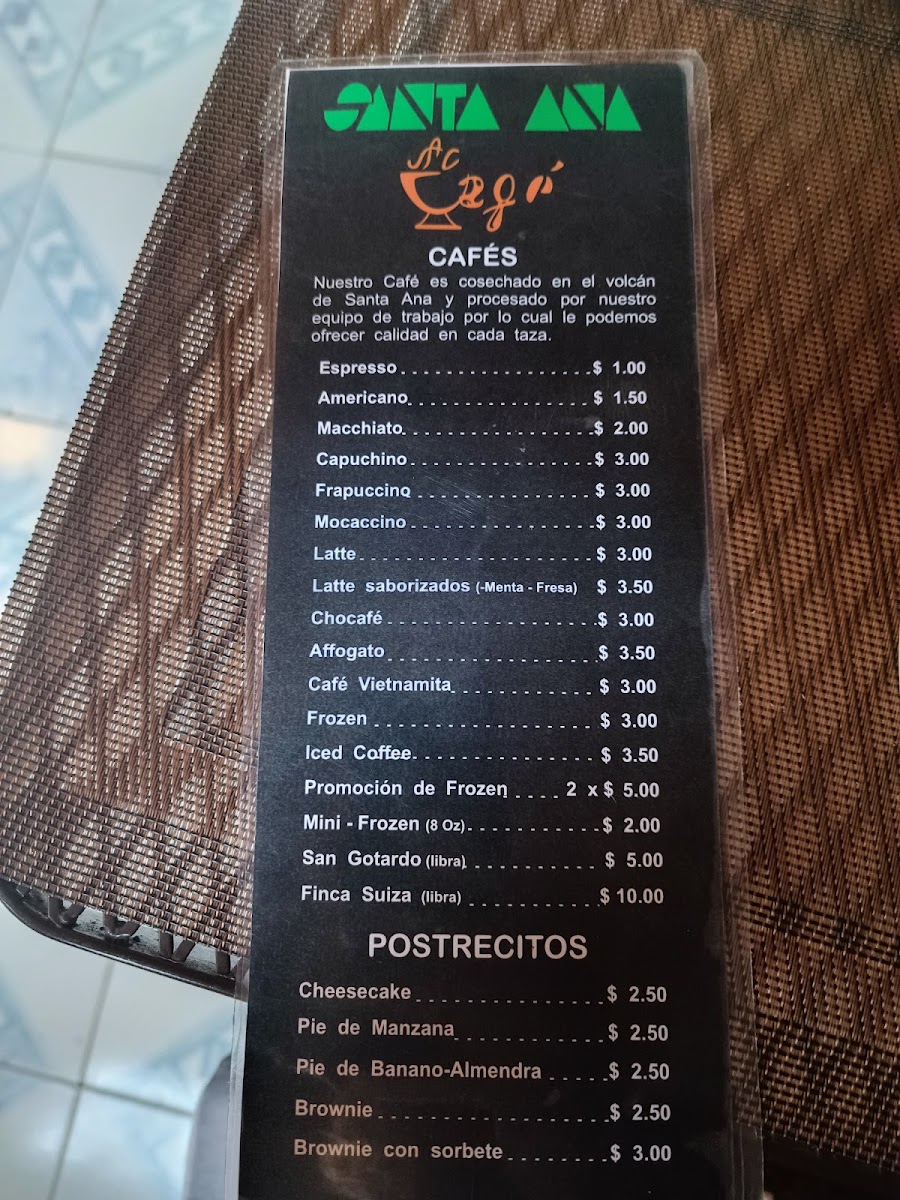 SANTA ANA
AC
Café
CAFÉS
Nuestro Café es cosechado en el volcán
de Santa Ana y procesado por nuestro
equipo de trabajo por lo cual le podemos
ofrecer calidad en cada taza.
Espresso $ 1.00
Americano $ 1.50
Macchiato $ 2.00
Capuchino $ 3.00
Frapuccino $ 3.00
Mocaccino $ 3.00
Latte $ 3.00
Latte saborizados (-Menta - Fresa) $ 3.50
Chocafé $ 3.00
Affogato $ 3.50
Café Vietnamita $ 3.00
Frozen $ 3.00
Iced Coffee $ 3.50
Promoción de Frozen 2 x $ 5.00
Mini - Frozen (8 Oz) $ 2.00
San Gotardo (libra) $ 5.00
Finca Suiza (libra) $ 10.00
POSTRECITOS
Cheesecake $ 2.50
Pie de Manzana $ 2.50
Pie de Banano-Almendra $ 2.50
Brownie $ 2.50
Brownie con sorbete $ 3.00